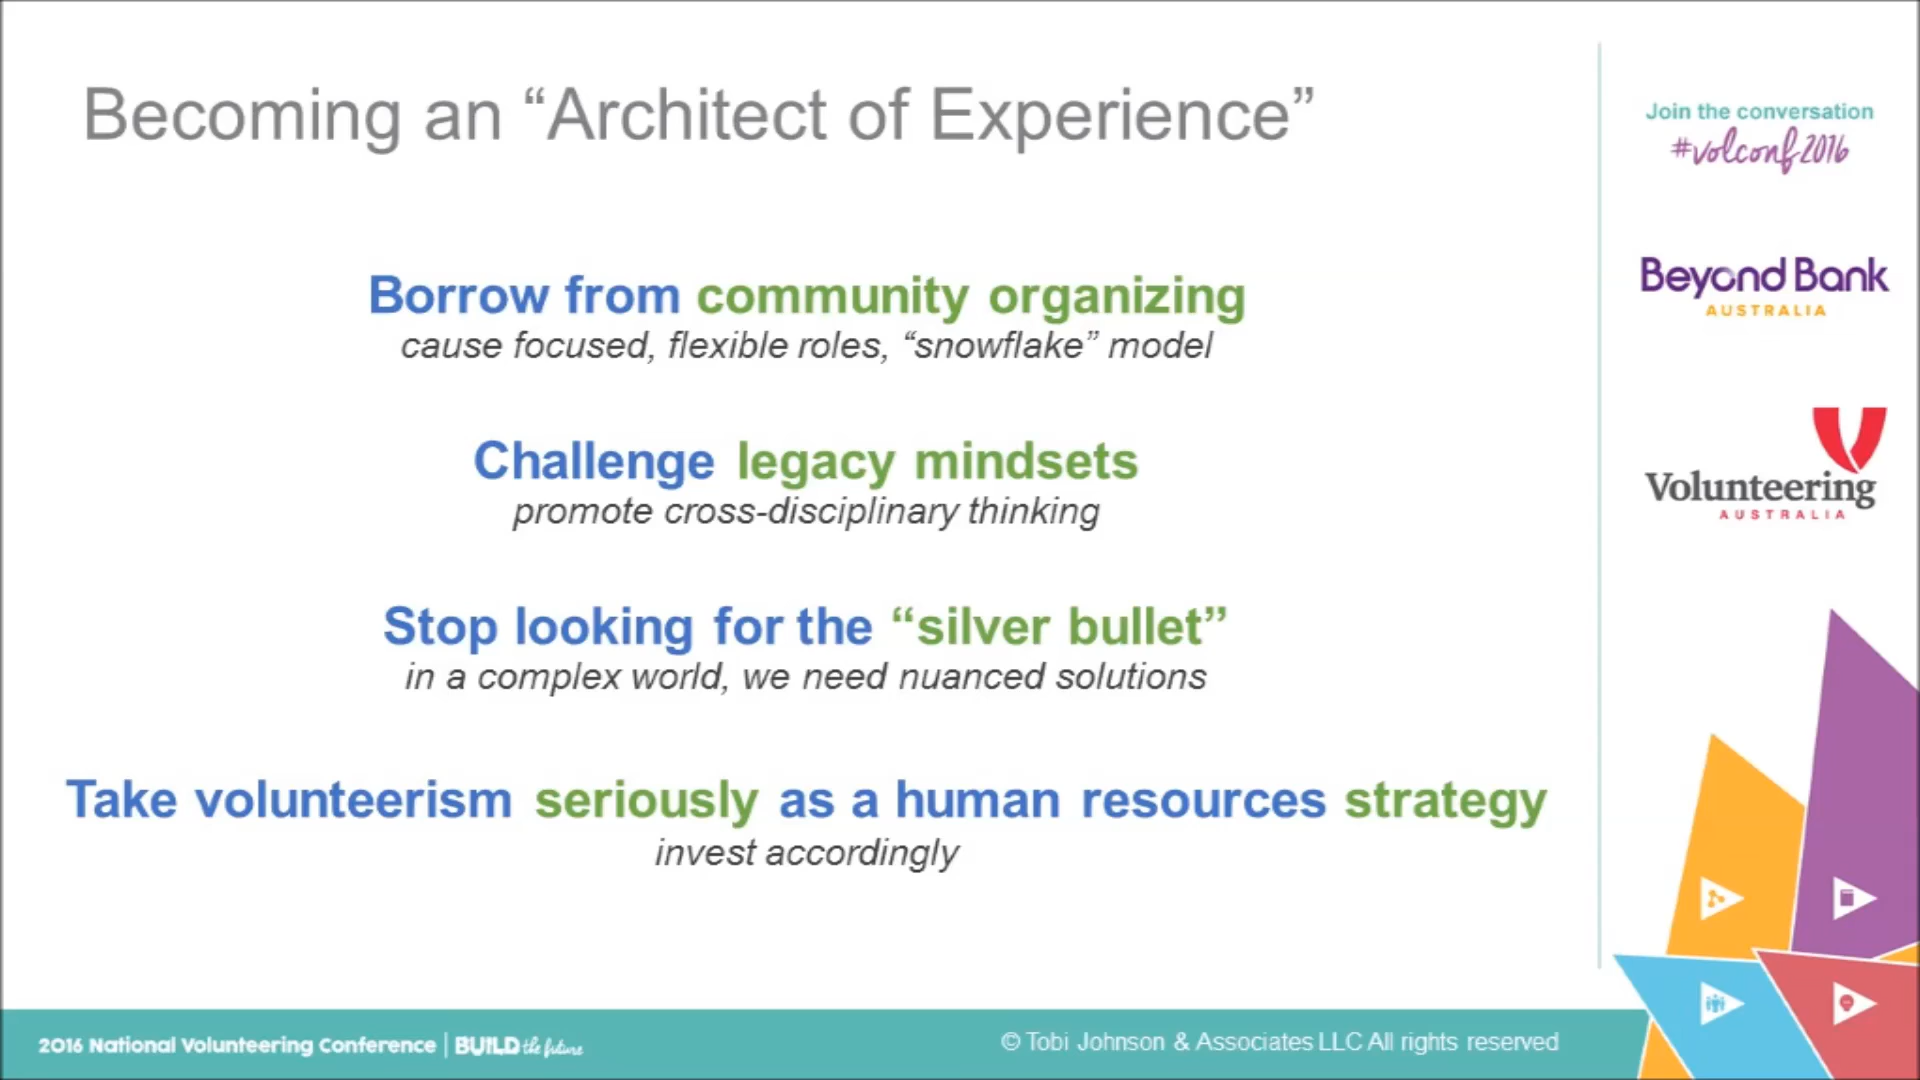 Becoming an “Architect of Experience”
Borrow from community organizing
cause focused, flexible roles, “snowflake” model
Challenge legacy mindsets
promote cross-disciplinary thinking
Stop looking for the “silver bullet”
in a complex world, we need nuanced solutions
Take volunteerism seriously as a human resources strategy
invest accordingly
Join the conversation
#volconf2016
Beyond Bank
AUSTRALIA
Volunteering
AUSTRALIA
2016 National Volunteering Conference | BUILD the future
© Tobi Johnson & Associates LLC All rights reserved